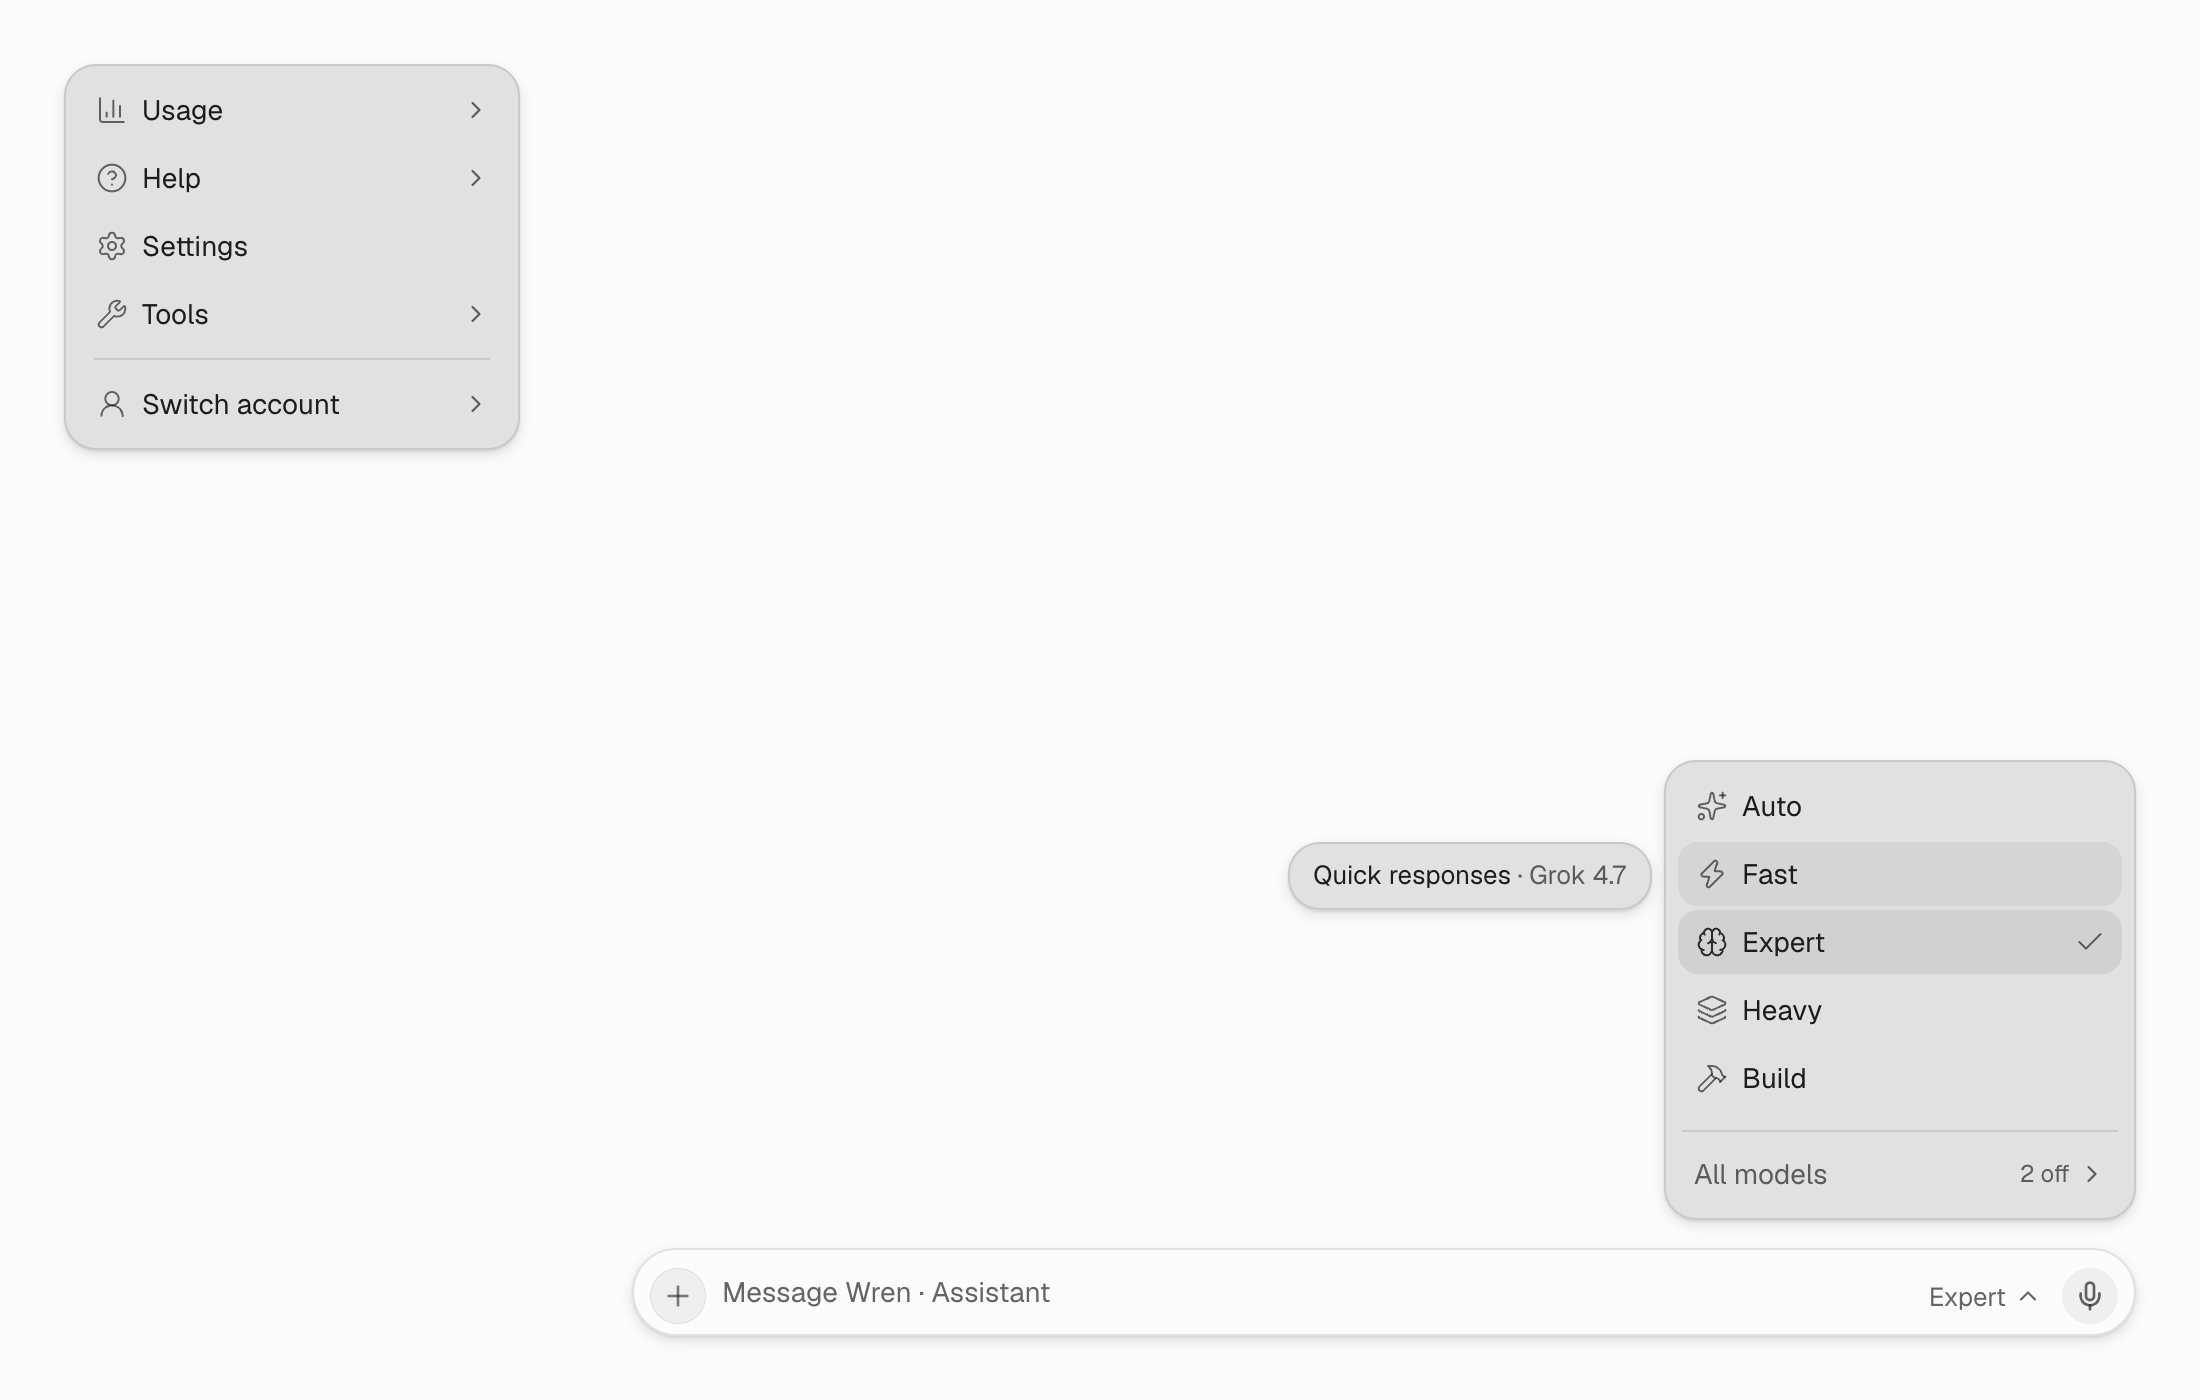 Usage
Help
Settings
Tools
Switch account
Auto
Quick responses · Grok 4.7
Fast
Expert
Heavy
Build
All models 2 off
Message Wren · Assistant Expert